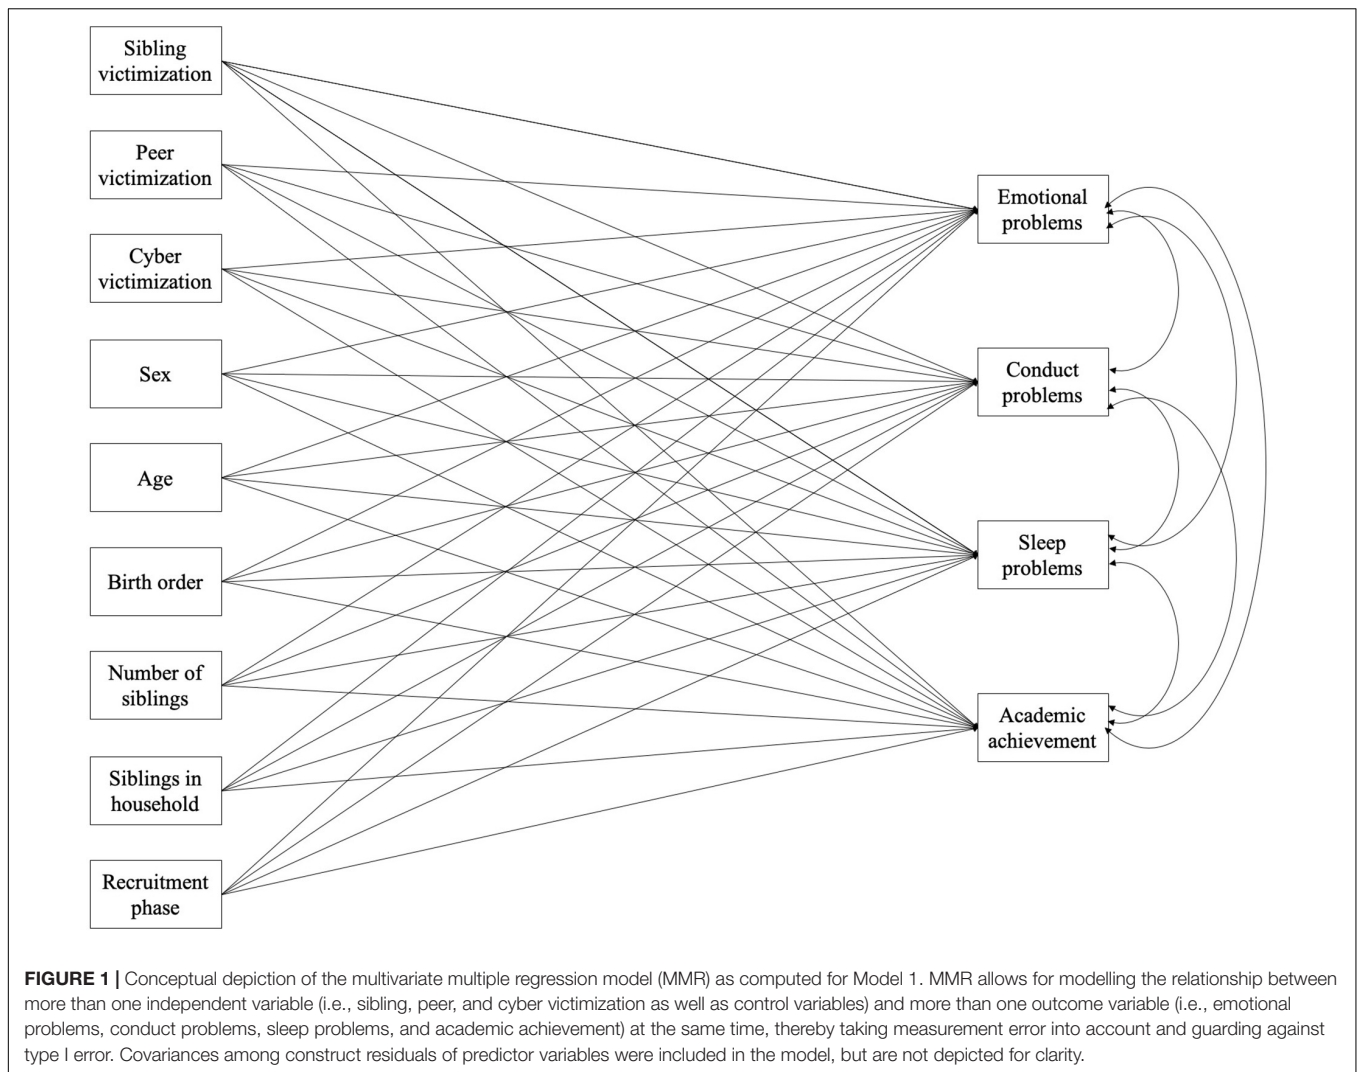 Sibling
victimization
Peer
victimization
Cyber
victimization
Sex
Age
Birth order
Number of
siblings
Siblings in
household
Recruitment
phase
Emotional
problems
Conduct
problems
Sleep
problems
Academic
achievement
FIGURE 1 | Conceptual depiction of the multivariate multiple regression model (MMR) as computed for Model 1. MMR allows for modelling the relationship between
more than one independent variable (i.e., sibling, peer, and cyber victimization as well as control variables) and more than one outcome variable (i.e., emotional
problems, conduct problems, sleep problems, and academic achievement) at the same time, thereby taking measurement error into account and guarding against
type I error. Covariances among construct residuals of predictor variables were included in the model, but are not depicted for clarity.